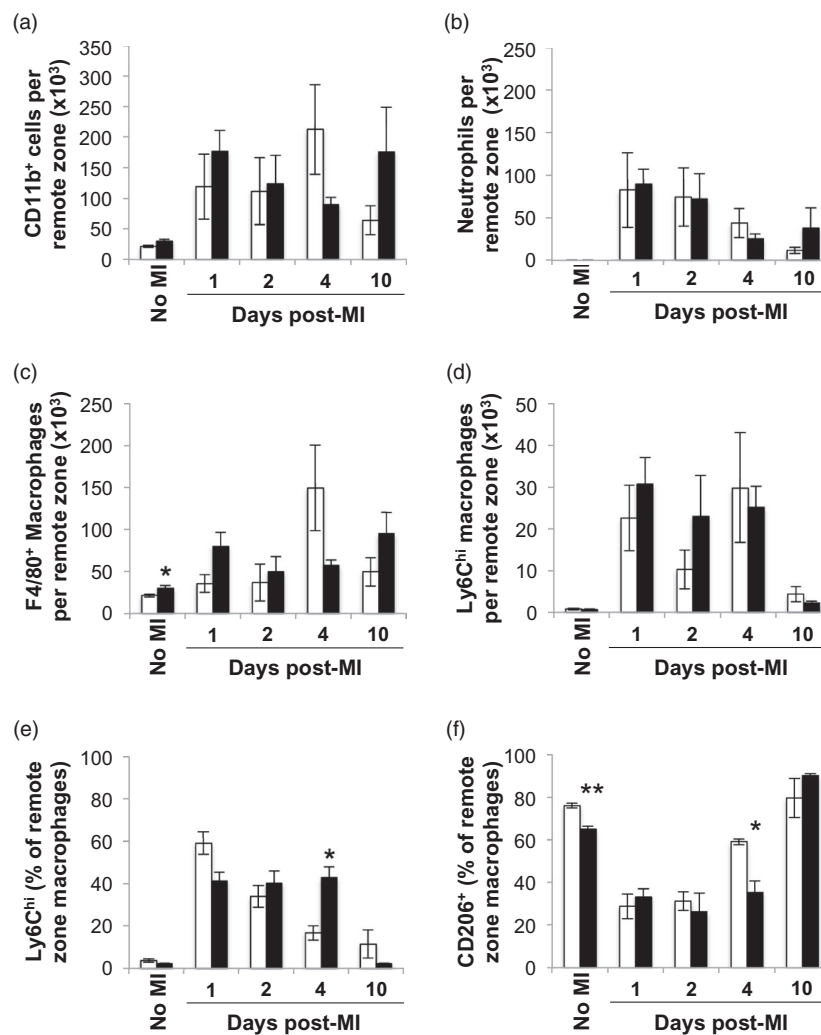 (a)
CD11b⁺ cells per
remote zone (x10³)
350
300
250
200
150
100
50
0
No MI
1 2 4 10
Days post-MI
(b)
Neutrophils per
remote zone (x10³)
250
200
150
100
50
0
No MI
1 2 4 10
Days post-MI
(c)
F4/80⁺ Macrophages
per remote zone (x10³)
250
200
150
100
50
0
*
No MI
1 2 4 10
Days post-MI
(d)
Ly6Cʰⁱ macrophages
per remote zone (x10³)
50
40
30
20
10
0
No MI
1 2 4 10
Days post-MI
(e)
Ly6Cʰⁱ (% of remote
zone macrophages)
100
80
60
40
20
0
*
No MI
1 2 4 10
Days post-MI
(f)
CD206⁺ (% of remote
zone macrophages)
100
80
60
40
20
0
**
*
No MI
1 2 4 10
Days post-MI